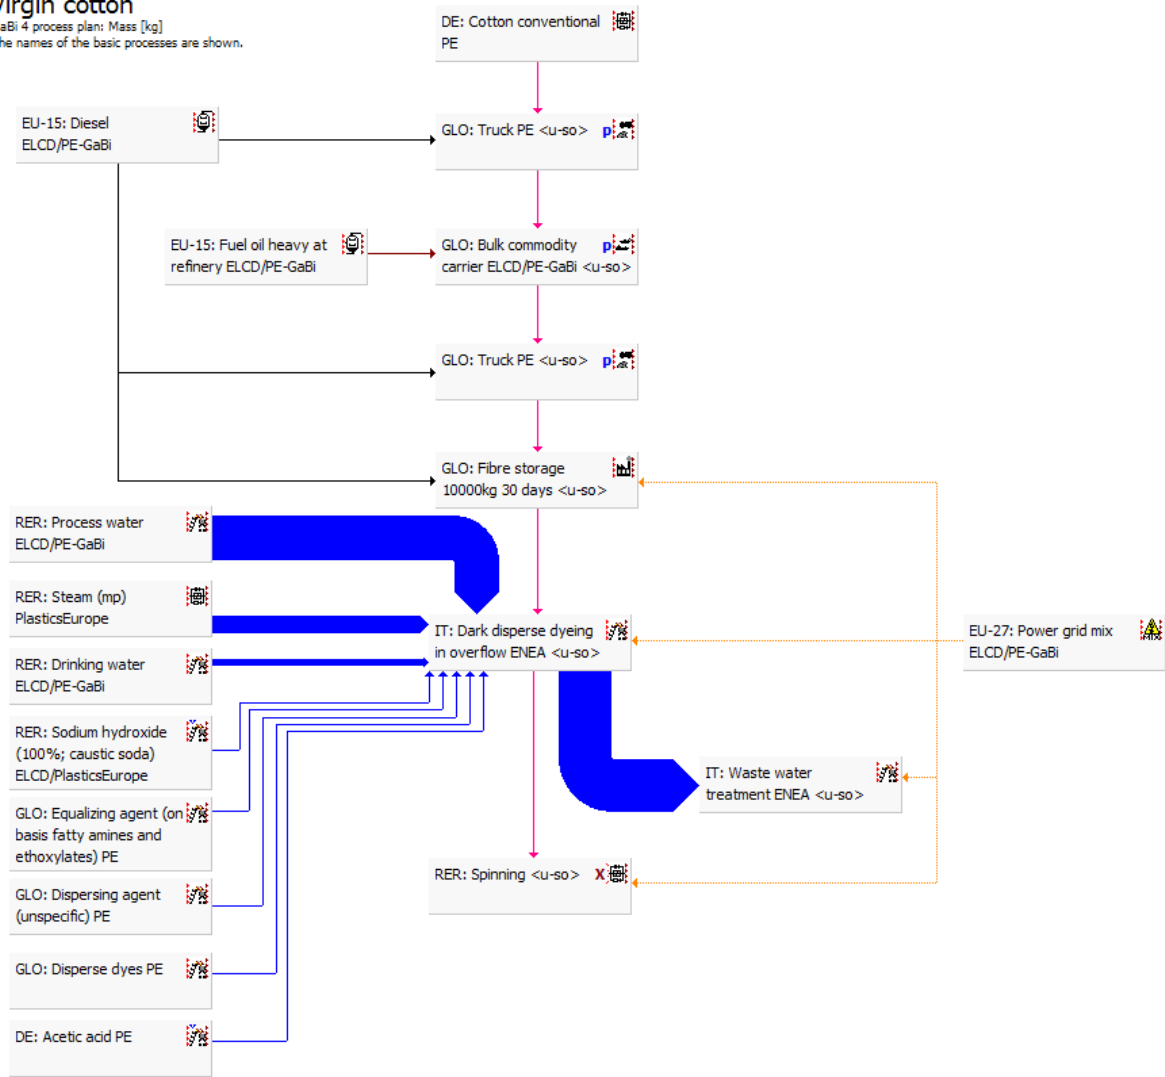 Virgin cotton
GaBi 4 process plan: Mass [kg]
The names of the basic processes are shown.
DE: Cotton conventional
PE
EU-15: Diesel
ELCD/PE-GaBi
GLO: Truck PE <u-so>
p
EU-15: Fuel oil heavy at
refinery ELCD/PE-GaBi
GLO: Bulk commodity
carrier ELCD/PE-GaBi <u-so>
p
GLO: Truck PE <u-so>
p
GLO: Fibre storage
10000kg 30 days <u-so>
RER: Process water
ELCD/PE-GaBi
RER: Steam (mp)
PlasticsEurope
IT: Dark disperse dyeing
in overflow ENEA <u-so>
EU-27: Power grid mix
ELCD/PE-GaBi
MIX
RER: Drinking water
ELCD/PE-GaBi
RER: Sodium hydroxide
(100%; caustic soda)
ELCD/PlasticsEurope
IT: Waste water
treatment ENEA <u-so>
GLO: Equalizing agent (on
basis fatty amines and
ethoxylates) PE
RER: Spinning <u-so>
X
GLO: Dispersing agent
(unspecific) PE
GLO: Disperse dyes PE
DE: Acetic acid PE